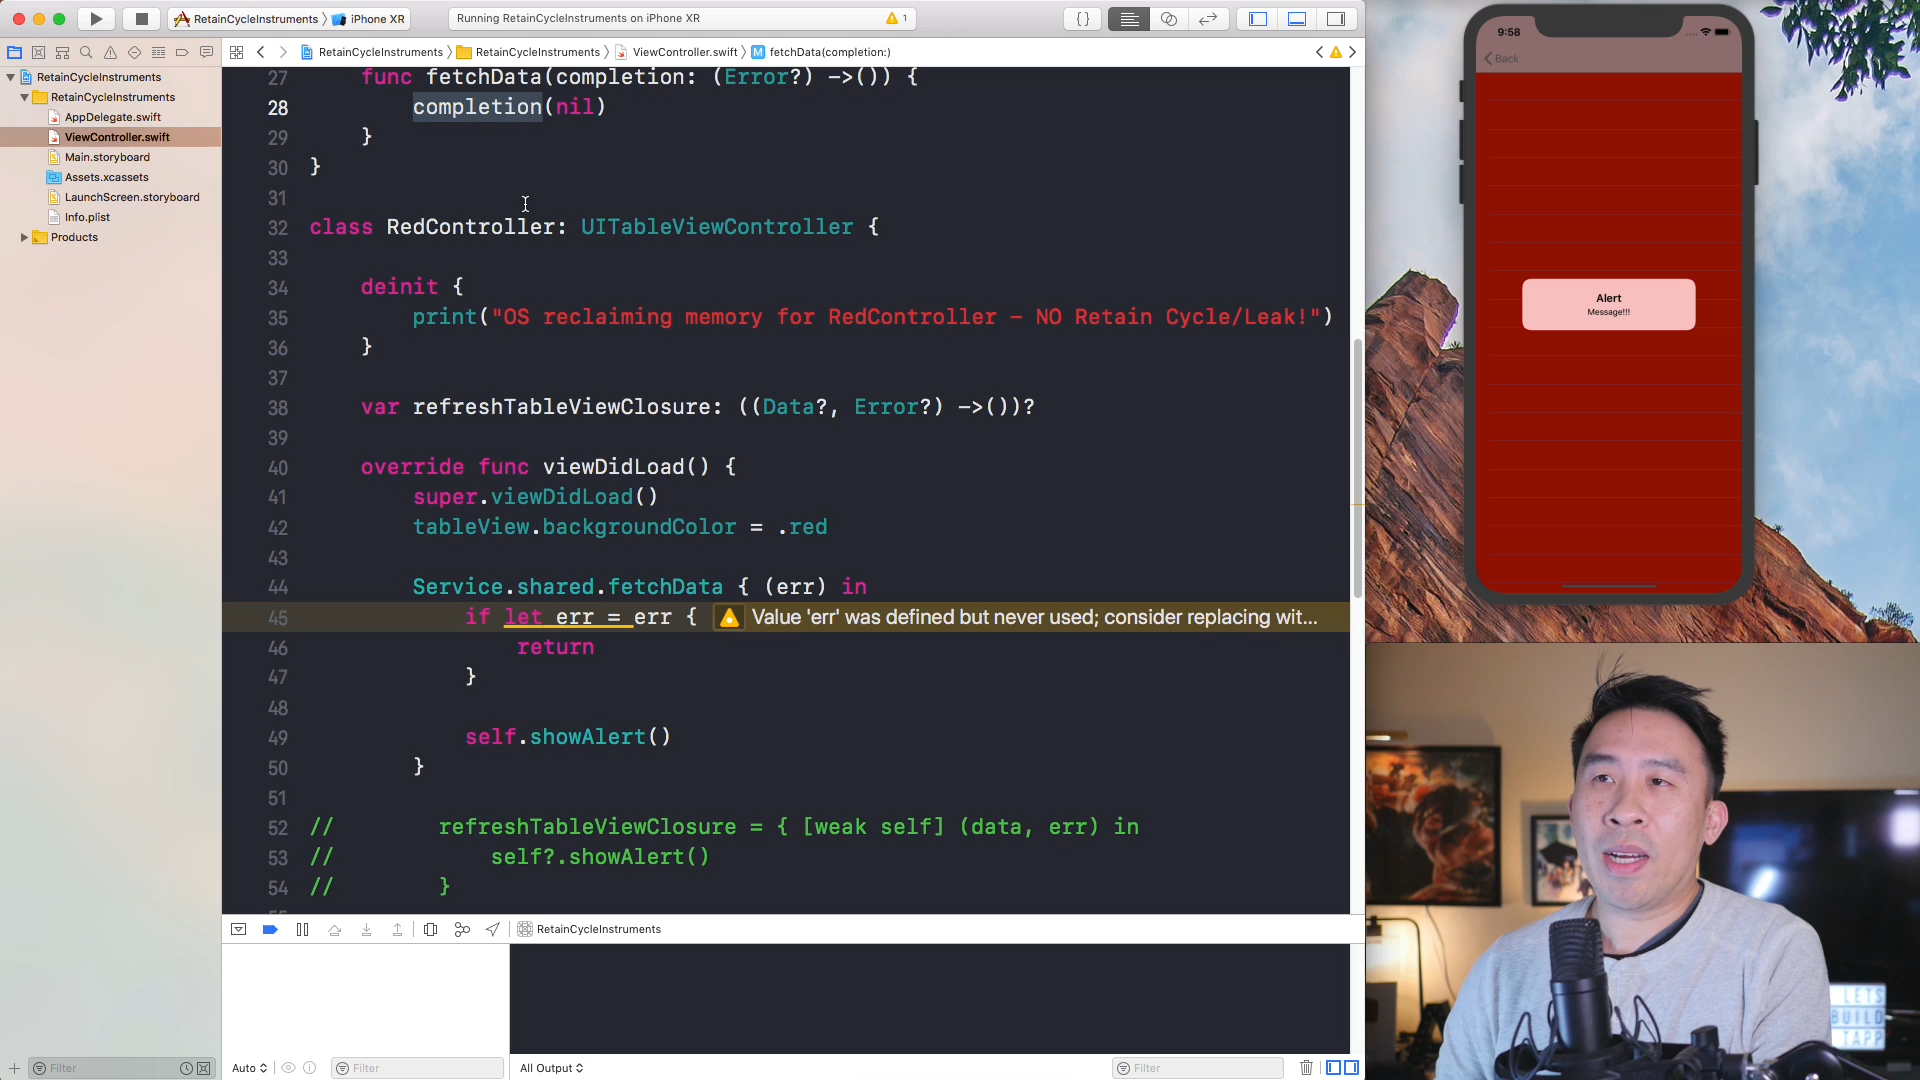 RetainCycleInstruments
iPhone XR
Running RetainCycleInstruments on iPhone XR
1
RetainCycleInstruments
RetainCycleInstruments
ViewController.swift
M fetchData(completion:)
RetainCycleInstruments
RetainCycleInstruments
AppDelegate.swift
ViewController.swift
Main.storyboard
Assets.xcassets
LaunchScreen.storyboard
Info.plist
Products
27 func fetchData(completion: (Error?) ->()) {
28 completion(nil)
29 }
30 }
31
32 class RedController: UITableViewController {
33
34 deinit {
35 print("OS reclaiming memory for RedController – NO Retain Cycle/Leak!")
36 }
37
38 var refreshTableViewClosure: ((Data?, Error?) ->())?
39
40 override func viewDidLoad() {
41 super.viewDidLoad()
42 tableView.backgroundColor = .red
43
44 Service.shared.fetchData { (err) in
45 if let err = err { Value 'err' was defined but never used; consider replacing wit...
46 return
47 }
48
49 self.showAlert()
50 }
51
52 // refreshTableViewClosure = { [weak self] (data, err) in
53 // self?.showAlert()
54 // }
RetainCycleInstruments
Filter
Auto
Filter
All Output
Filter
9:58
Back
Alert
Message!!!
LETS
BUILD
TAPP